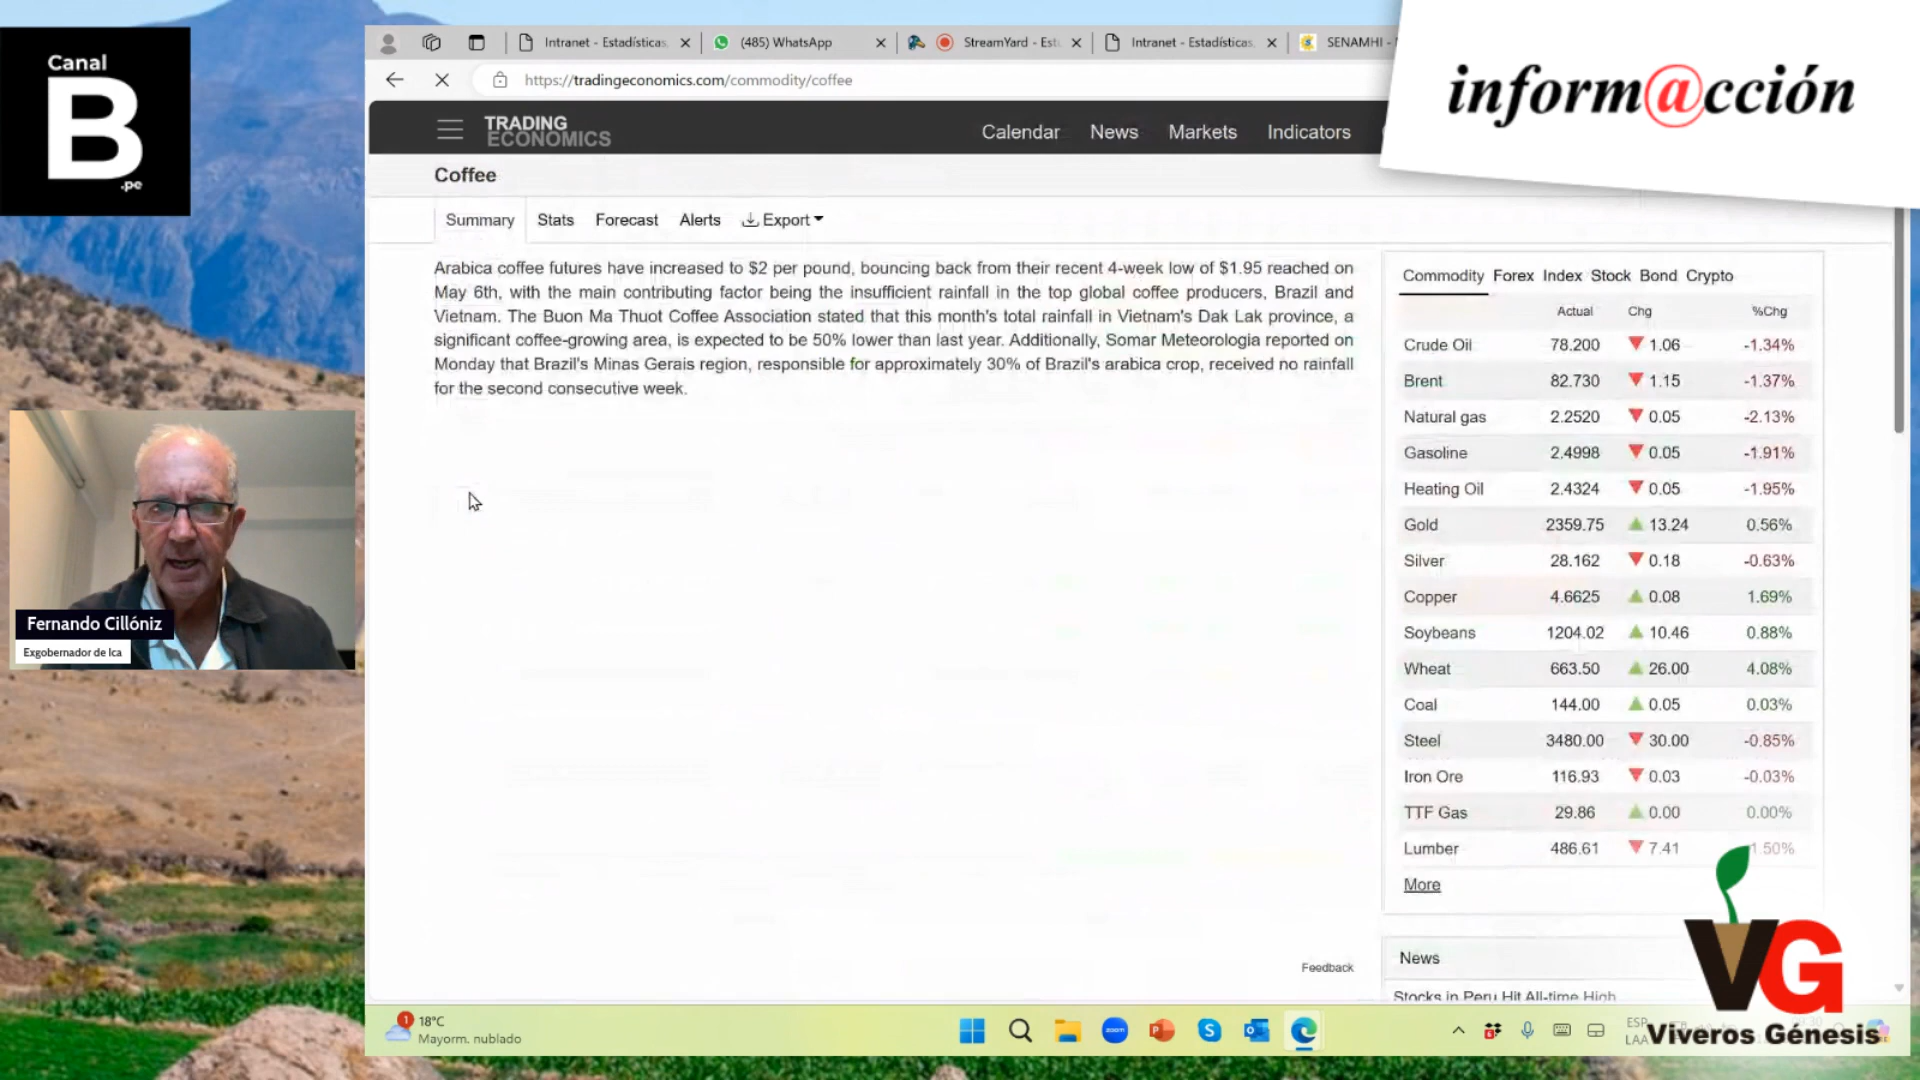 Canal
B
.pe
Intranet - Estadísticas,
(485) WhatsApp
StreamYard - Est
Intranet - Estadísticas,
SENAMHI -
inform@cción
https://tradingeconomics.com/commodity/coffee
TRADING
ECONOMICS
Calendar News Markets Indicators
Coffee
Summary Stats Forecast Alerts Export
Arabica coffee futures have increased to $2 per pound, bouncing back from their recent 4-week low of $1.95 reached on
May 6th, with the main contributing factor being the insufficient rainfall in the top global coffee producers, Brazil and
Vietnam. The Buon Ma Thuot Coffee Association stated that this month's total rainfall in Vietnam's Dak Lak province, a
significant coffee-growing area, is expected to be 50% lower than last year. Additionally, Somar Meteorologia reported on
Monday that Brazil's Minas Gerais region, responsible for approximately 30% of Brazil's arabica crop, received no rainfall
for the second consecutive week.
Commodity Forex Index Stock Bond Crypto
Actual Chg %Chg
Crude Oil 78.200 1.06 -1.34%
Brent 82.730 1.15 -1.37%
Natural gas 2.2520 0.05 -2.13%
Gasoline 2.4998 0.05 -1.91%
Heating Oil 2.4324 0.05 -1.95%
Gold 2359.75 13.24 0.56%
Silver 28.162 0.18 -0.63%
Copper 4.6625 0.08 1.69%
Soybeans 1204.02 10.46 0.88%
Wheat 663.50 26.00 4.08%
Coal 144.00 0.05 0.03%
Steel 3480.00 30.00 -0.85%
Iron Ore 116.93 0.03 -0.03%
TTF Gas 29.86 0.00 0.00%
Lumber 486.61 7.41 1.50%
More
Feedback
News
Stocks in Peru Hit All-time High
Fernando Cillóniz
Exgobernador de Ica
VG
Viveros Génesis
1
18°C
Mayorm. nublado
zoom
ESP
LAA